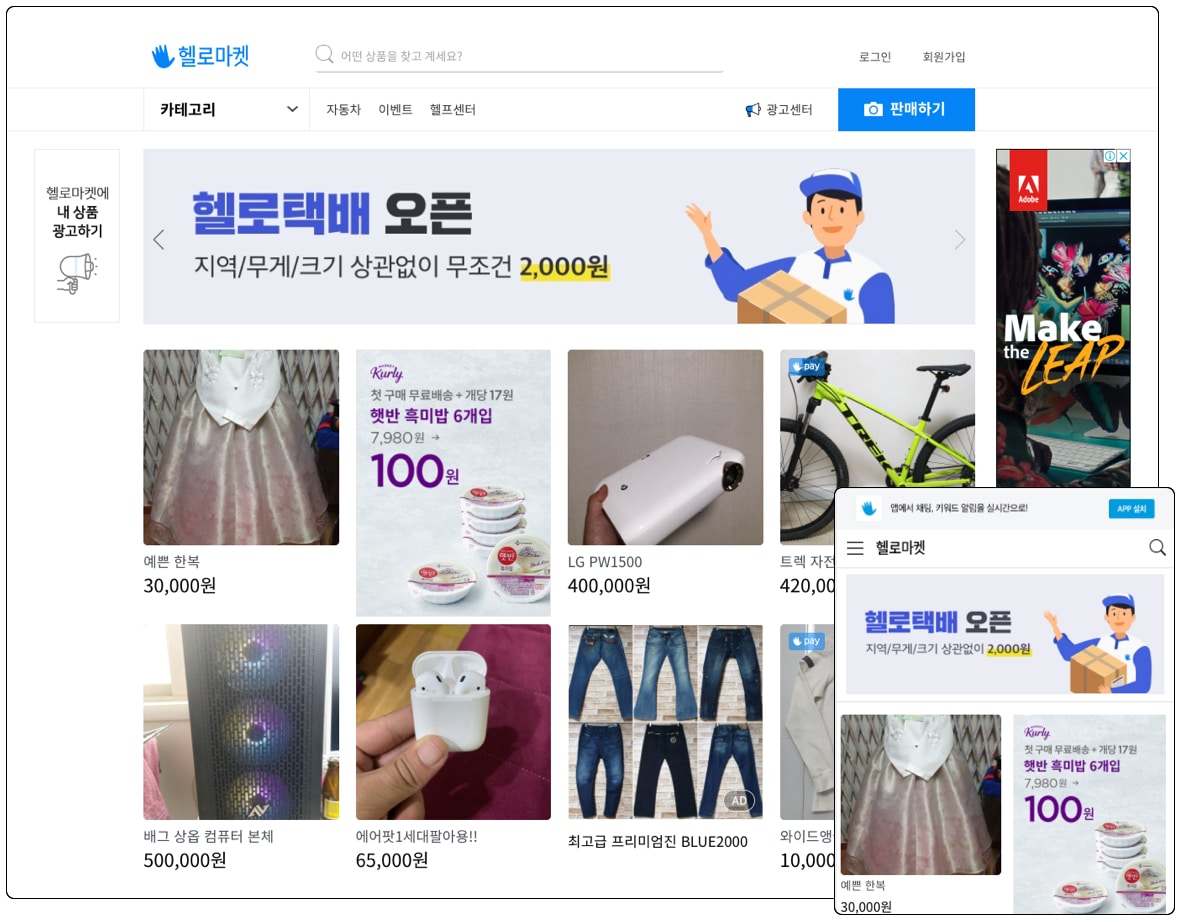 헬로마켓
어떤 상품을 찾고 계세요?
로그인
회원가입
카테고리
자동차
이벤트
헬프센터
광고센터
판매하기
헬로마켓에
내 상품
광고하기
헬로택배 오픈
지역/무게/크기 상관없이 무조건 2,000원
Adobe
Make
the LEAP
예쁜 한복
30,000원
Kurly
첫 구매 무료배송 + 개당 17원
햇반 흑미밥 6개입
7,980원 →
100원
햇반
LG PW1500
400,000원
pay
TREK
트렉 자전
420,00
배그 상옵 컴퓨터 본체
500,000원
에어팟1세대팔아용!!
65,000원
AD
최고급 프리미엄진 BLUE2000
pay
와이드앵
10,000
앱에서 채팅, 키워드 알림을 실시간으로!
APP 설치
헬로마켓
헬로택배 오픈
지역/무게/크기 상관없이 2,000원
예쁜 한복
30,000원
Kurly
첫 구매 무료배송 + 개당 17원
햇반 흑미밥 6개입
7,980원 →
100원
햇반